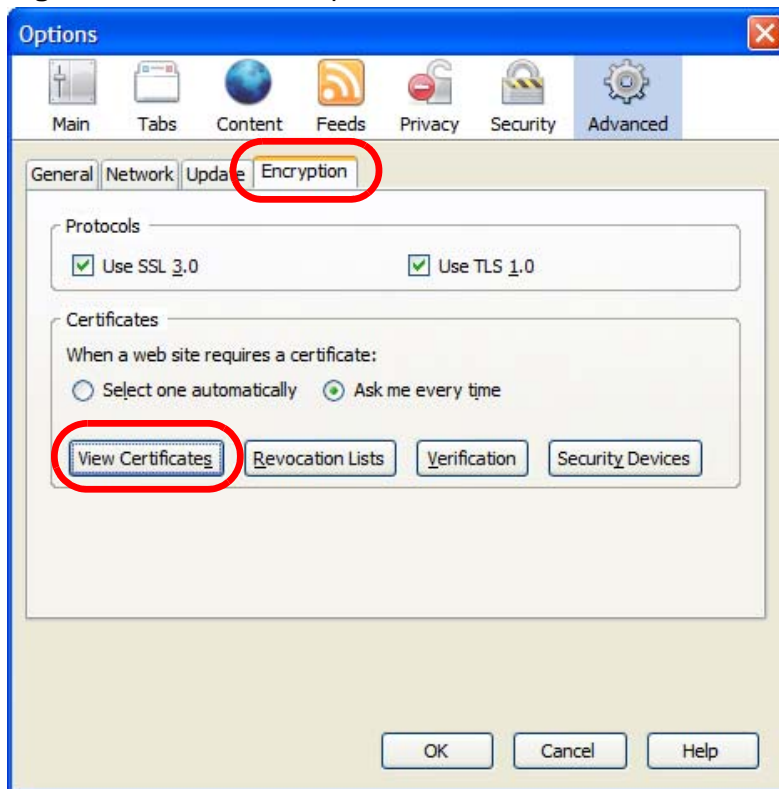 Options
Main Tabs Content Feeds Privacy Security Advanced
General Network Update Encryption
Protocols
Use SSL 3.0 Use TLS 1.0
Certificates
When a web site requires a certificate:
Select one automatically Ask me every time
View Certificates Revocation Lists Verification Security Devices
OK Cancel Help